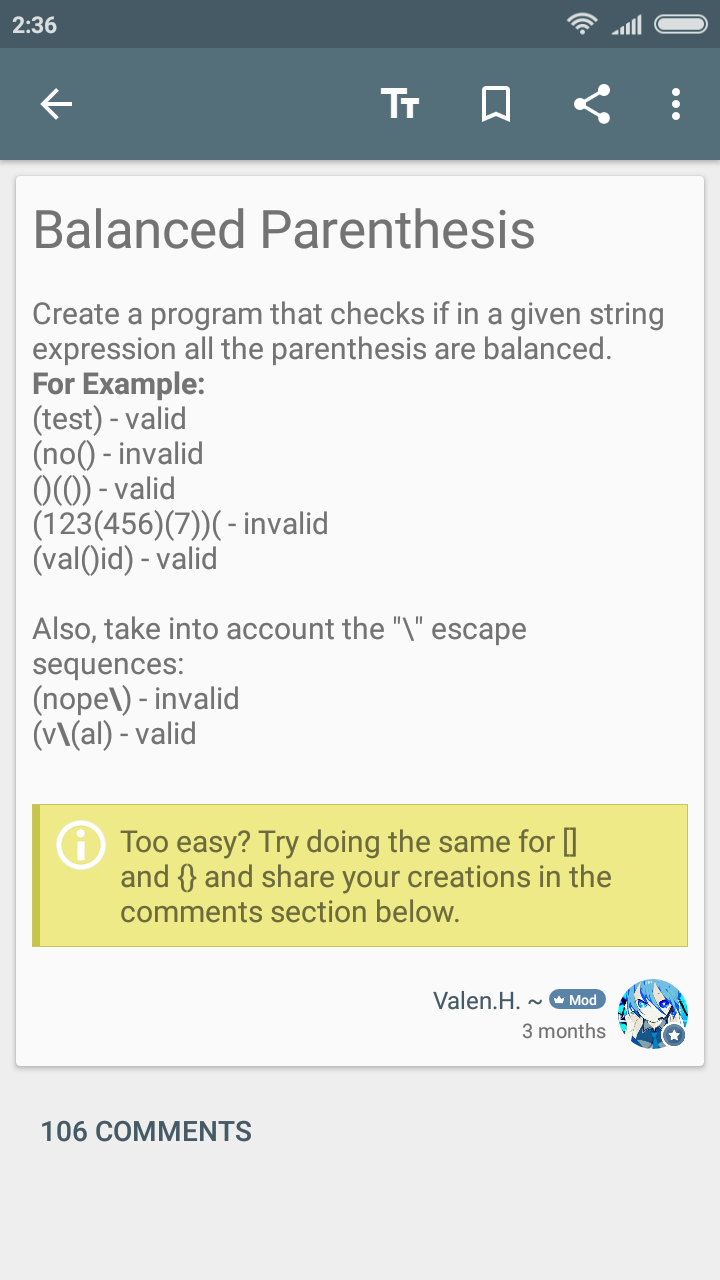 2:36
Balanced Parenthesis
Create a program that checks if in a given string
expression all the parenthesis are balanced.
For Example:
(test) - valid
(no() - invalid
()(()) - valid
(123(456)(7))( - invalid
(val()id) - valid
Also, take into account the "\" escape
sequences:
(nope\) - invalid
(v\(al) - valid
Too easy? Try doing the same for []
and {} and share your creations in the
comments section below.
Valen.H. ~ Mod
3 months
106 COMMENTS